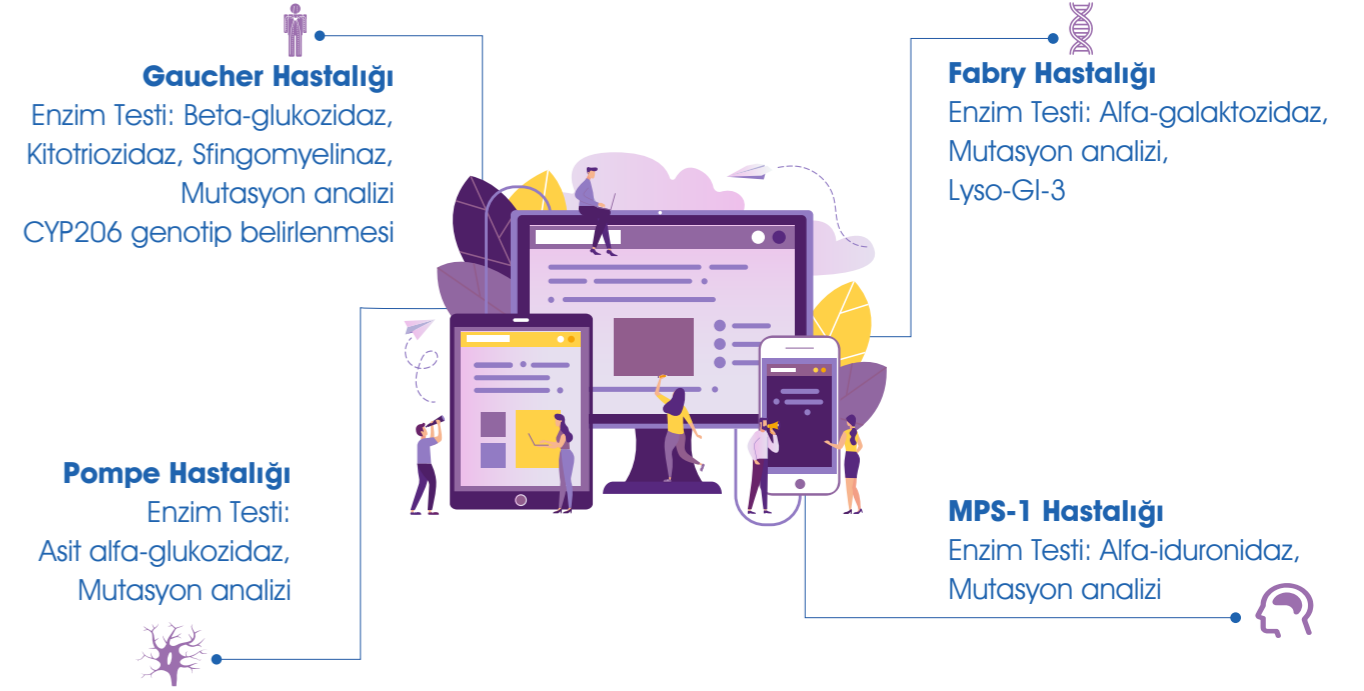 Gaucher Hastalığı
Enzim Testi: Beta-glukozidaz,
Kitotriozidaz, Sfingomyelinaz,
Mutasyon analizi
CYP206 genotip belirlenmesi
Fabry Hastalığı
Enzim Testi: Alfa-galaktozidaz,
Mutasyon analizi,
Lyso-Gl-3
Pompe Hastalığı
Enzim Testi:
Asit alfa-glukozidaz,
Mutasyon analizi
MPS-1 Hastalığı
Enzim Testi: Alfa-iduronidaz,
Mutasyon analizi